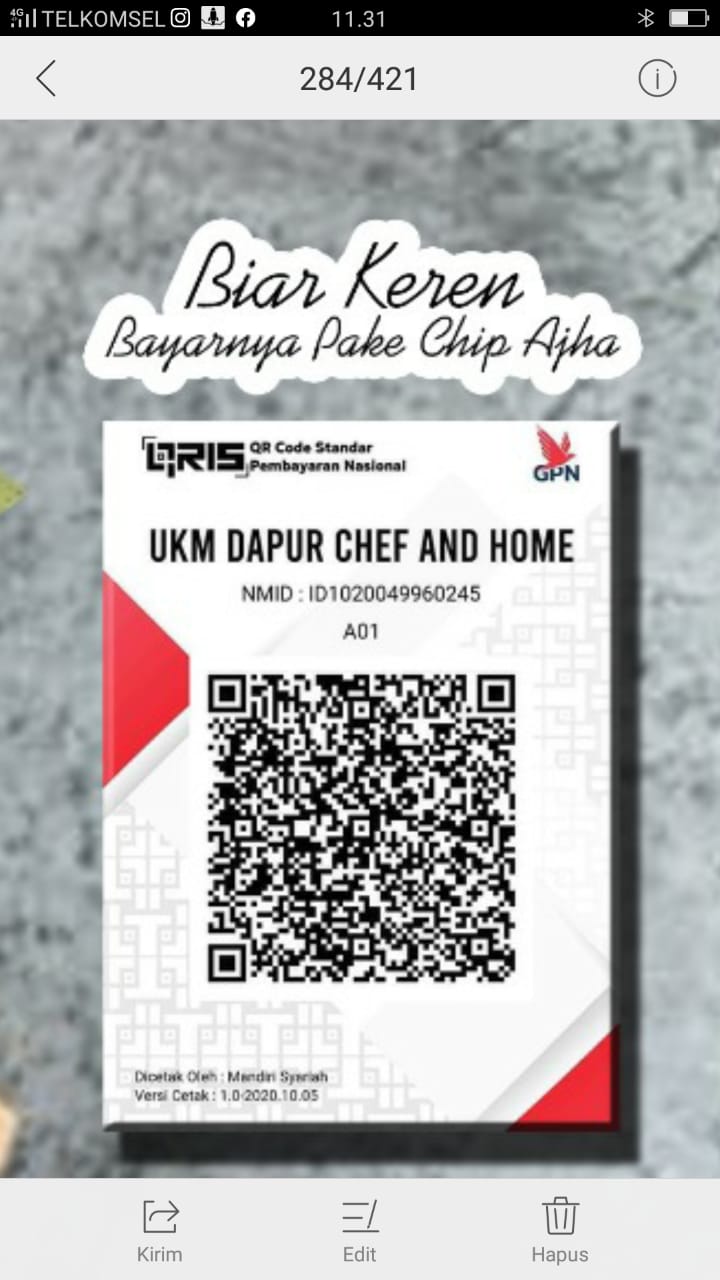 4G TELKOMSEL 11.31
284/421
Biar Keren
Bayarnya Pake Chip Ajha
QRIS QR Code Standar
Pembayaran Nasional
GPN
UKM DAPUR CHEF AND HOME
NMID : ID1020049960245
A01
Dicetak Oleh : Mandiri Syariah
Versi Cetak : 1.0-2020.10.05
Kirim Edit Hapus